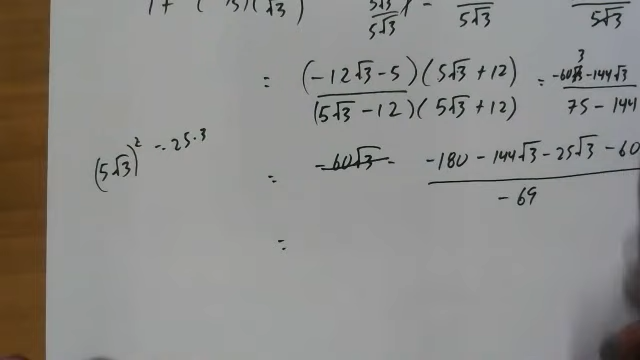 5√3
5√3 5√3 5√3
= (-12√3 - 5)(5√3 + 12) / (5√3 - 12)(5√3 + 12) = -60·3 - 144√3 / 75 - 144
(5√3)² = 25·3
= -60√3 - -180 - 144√3 - 25√3 - 60 / -69
=